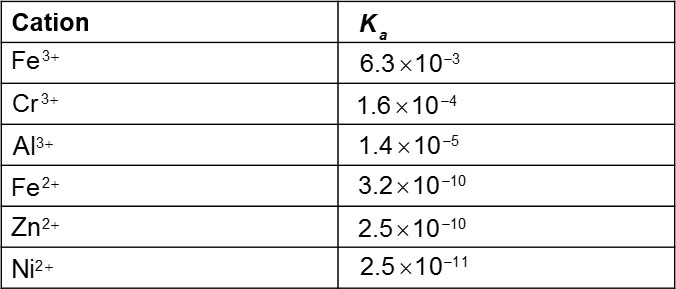 Cation Kₐ
Fe³⁺ 6.3×10⁻³
Cr³⁺ 1.6×10⁻⁴
Al³⁺ 1.4×10⁻⁵
Fe²⁺ 3.2×10⁻¹⁰
Zn²⁺ 2.5×10⁻¹⁰
Ni²⁺ 2.5×10⁻¹¹